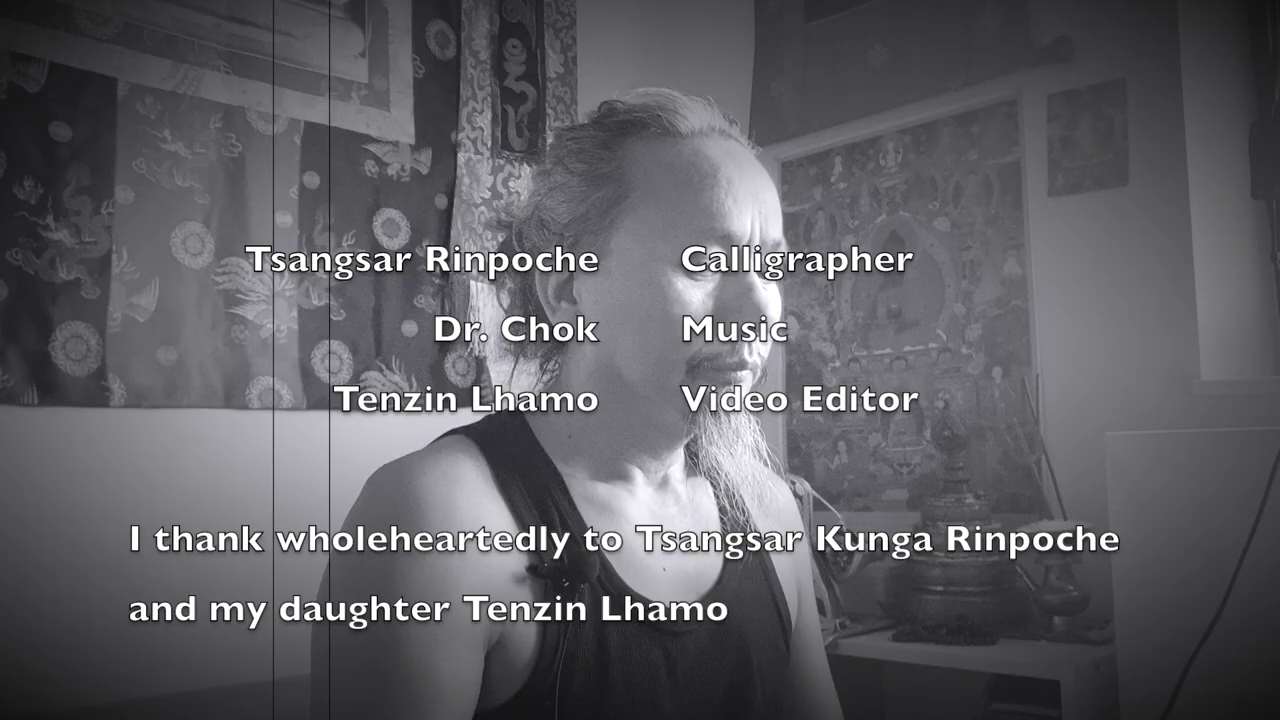 Tsangsar Rinpoche Calligrapher
Dr. Chok Music
Tenzin Lhamo Video Editor
I thank wholeheartedly to Tsangsar Kunga Rinpoche
and my daughter Tenzin Lhamo